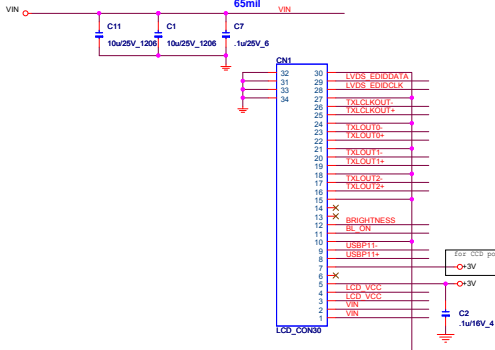 65mil
VIN VIN
C11 C1 C7
10u/25V_1206 10u/25V_1206 .1u/25V_6
CN1
32 30 LVDS_EDIDDATA
31 29 LVDS_EDIDCLK
33 28
34 27
26 TXLCLKOUT-
25 TXLCLKOUT+
24
23 TXLOUT0-
22 TXLOUT0+
21
20 TXLOUT1-
19 TXLOUT1+
18
17 TXLOUT2-
16 TXLOUT2+
15
14
13
12 BRIGHTNESS
11 BL_ON
10
9 USBP11-
8 USBP11+
for CCD po
7 +3V
6
5 +3V
4 LCD_VCC
3 LCD_VCC
2 VIN
1 VIN
C2
.1u/16V_4
LCD_CON30